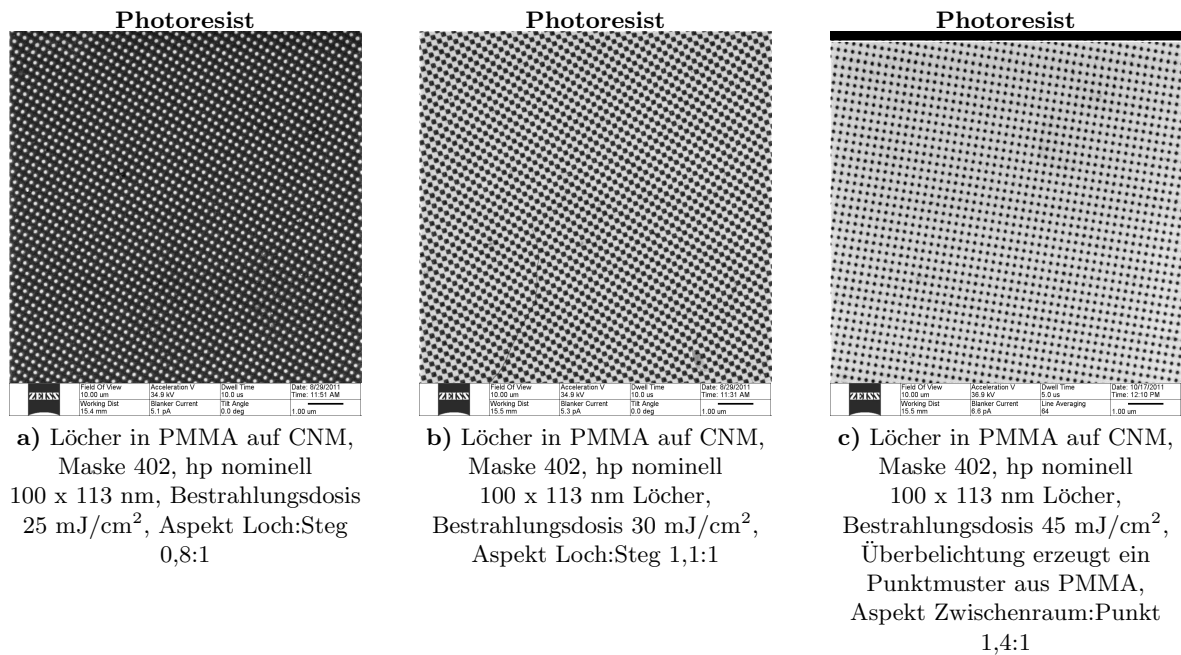 Photoresist
ZEISS
Field Of View
10.00 um
Acceleration V
34.9 kV
Dwell Time
10.0 us
Date: 8/29/2011
Time: 11:51 AM
Working Dist
15.4 mm
Blanker Current
5.1 pA
Tilt Angle
0.0 deg
1.00 um
a) Löcher in PMMA auf CNM,
Maske 402, hp nominell
100 x 113 nm, Bestrahlungsdosis
25 mJ/cm², Aspekt Loch:Steg
0,8:1
Photoresist
ZEISS
Field Of View
10.00 um
Acceleration V
34.9 kV
Dwell Time
10.0 us
Date: 8/29/2011
Time: 11:31 AM
Working Dist
15.5 mm
Blanker Current
5.3 pA
Tilt Angle
0.0 deg
1.00 um
b) Löcher in PMMA auf CNM,
Maske 402, hp nominell
100 x 113 nm Löcher,
Bestrahlungsdosis 30 mJ/cm²,
Aspekt Loch:Steg 1,1:1
Photoresist
ZEISS
Field Of View
10.00 um
Acceleration V
36.9 kV
Dwell Time
5.0 us
Date: 10/17/2011
Time: 12:10 PM
Working Dist
15.5 mm
Blanker Current
6.6 pA
Line Averaging
64
1.00 um
c) Löcher in PMMA auf CNM,
Maske 402, hp nominell
100 x 113 nm Löcher,
Bestrahlungsdosis 45 mJ/cm²,
Überbelichtung erzeugt ein
Punktmuster aus PMMA,
Aspekt Zwischenraum:Punkt
1,4:1